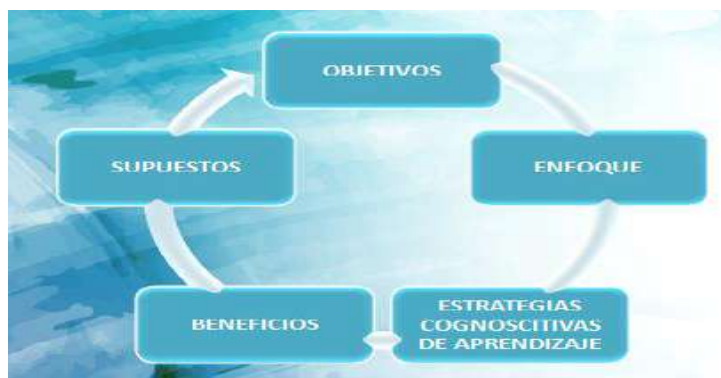 OBJETIVOS
SUPUESTOS
ENFOQUE
BENEFICIOS
ESTRATEGIAS
COGNOSCITIVAS
DE APRENDIZAJE